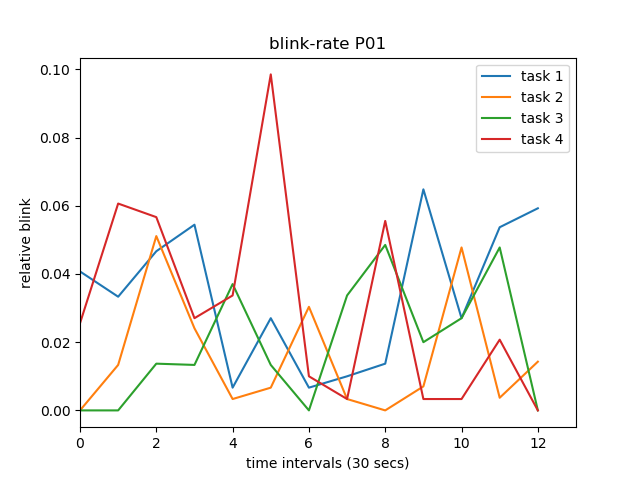 blink-rate P01
task 1
task 2
task 3
task 4
relative blink
0.10
0.08
0.06
0.04
0.02
0.00
0 2 4 6 8 10 12
time intervals (30 secs)